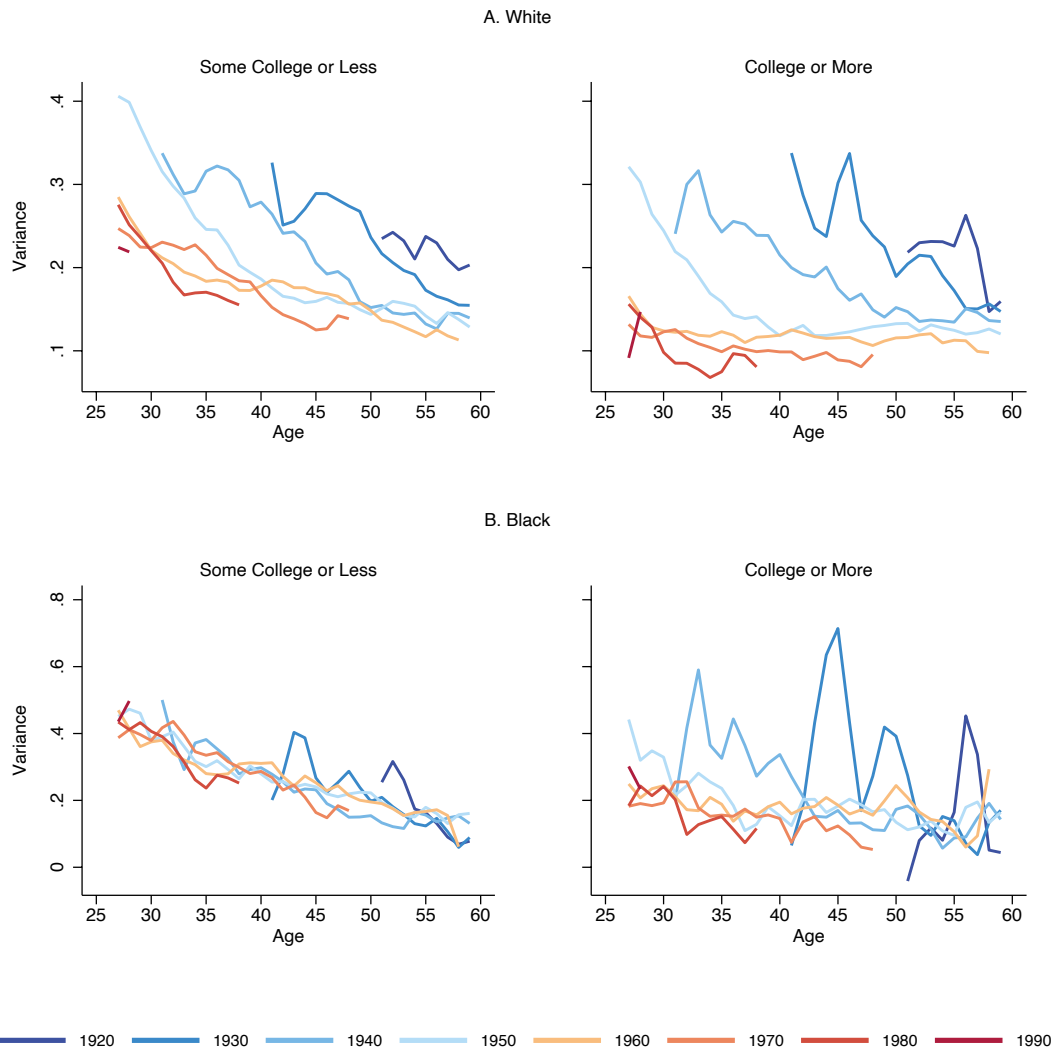 A. White
Some College or Less
College or More
Variance
.4
.3
.2
.1
25 30 35 40 45 50 55 60
25 30 35 40 45 50 55 60
Age
Age
B. Black
Some College or Less
College or More
Variance
.8
.6
.4
.2
0
25 30 35 40 45 50 55 60
25 30 35 40 45 50 55 60
Age
Age
1920 1930 1940 1950 1960 1970 1980 1990